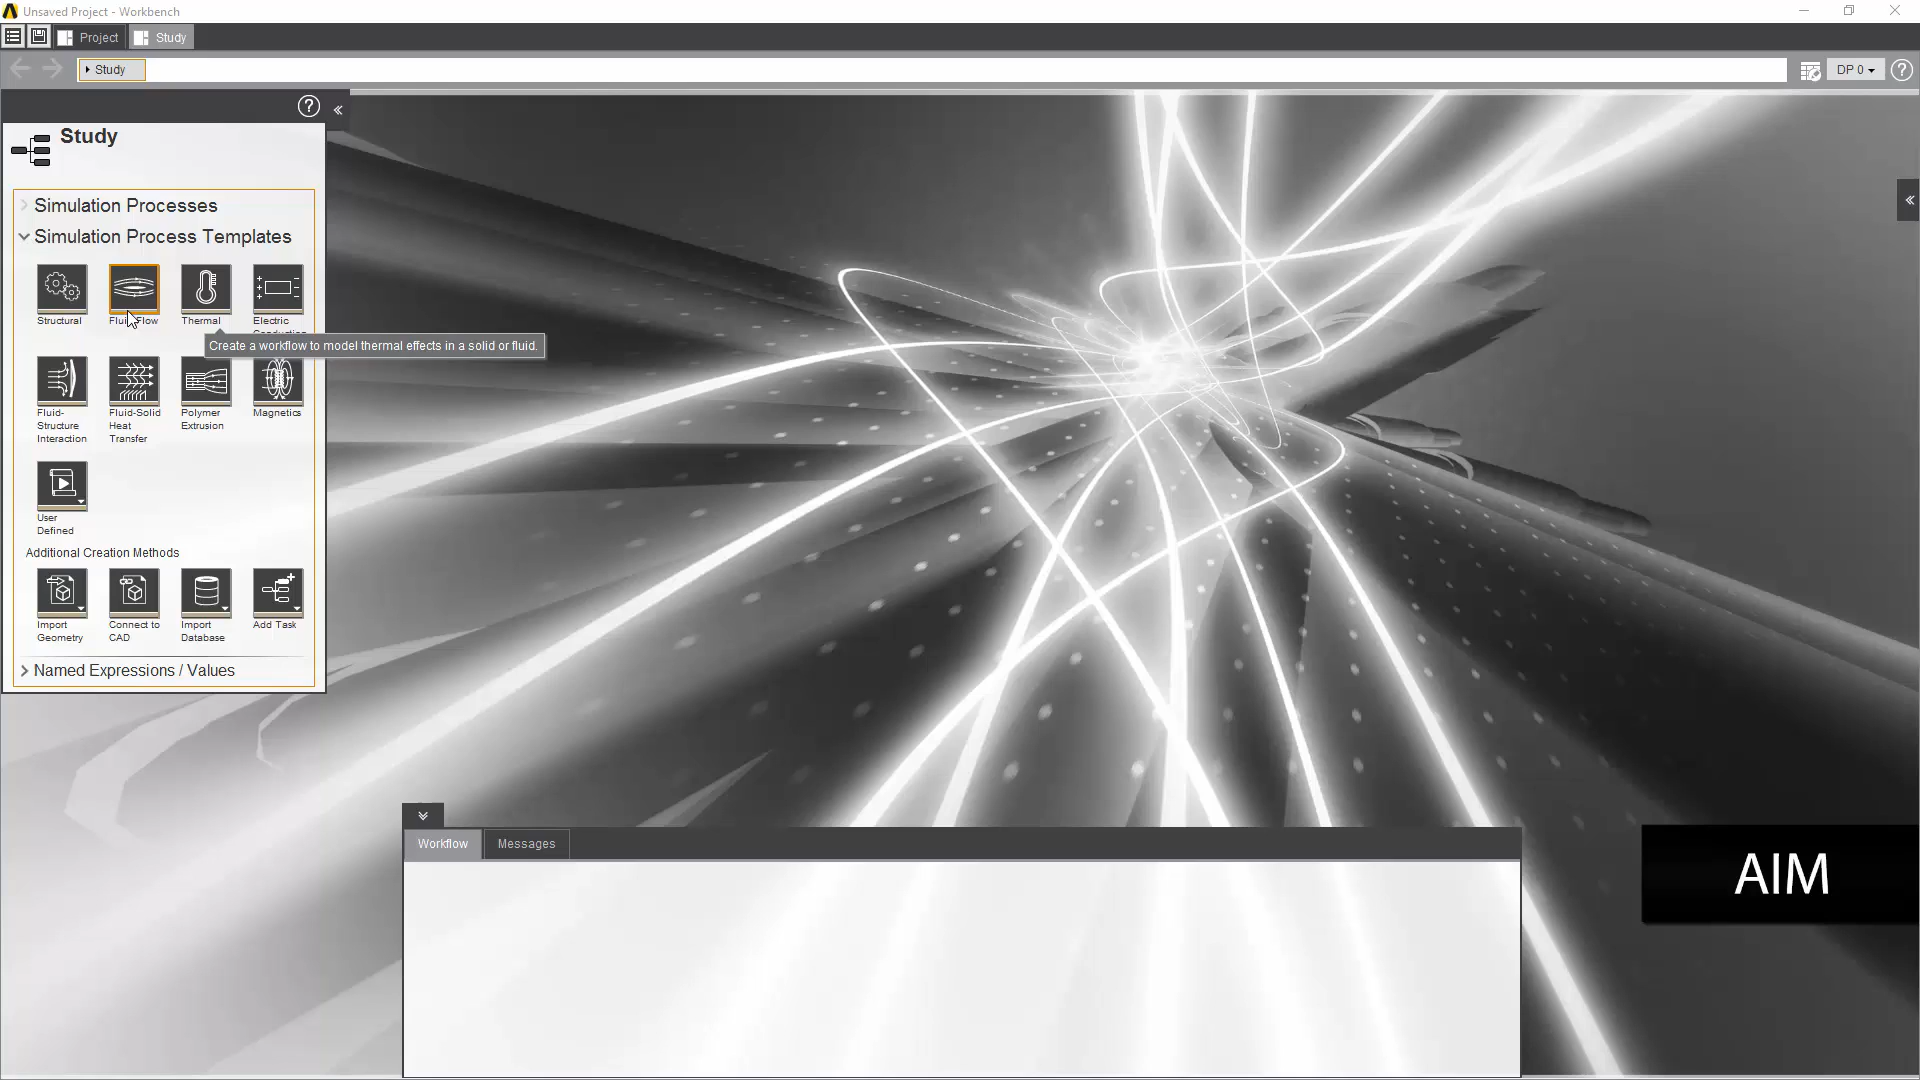 Unsaved Project - Workbench
Project
Study
Study
DP 0
Study
Simulation Processes
Simulation Process Templates
Structural
Fluid Flow
Thermal
Electric
Create a workflow to model thermal effects in a solid or fluid.
Fluid-
Structure
Interaction
Fluid-Solid
Heat
Transfer
Polymer
Extrusion
Magnetics
User
Defined
Additional Creation Methods
Import
Geometry
Connect to
CAD
Import
Database
Add Task
Named Expressions / Values
Workflow
Messages
AIM